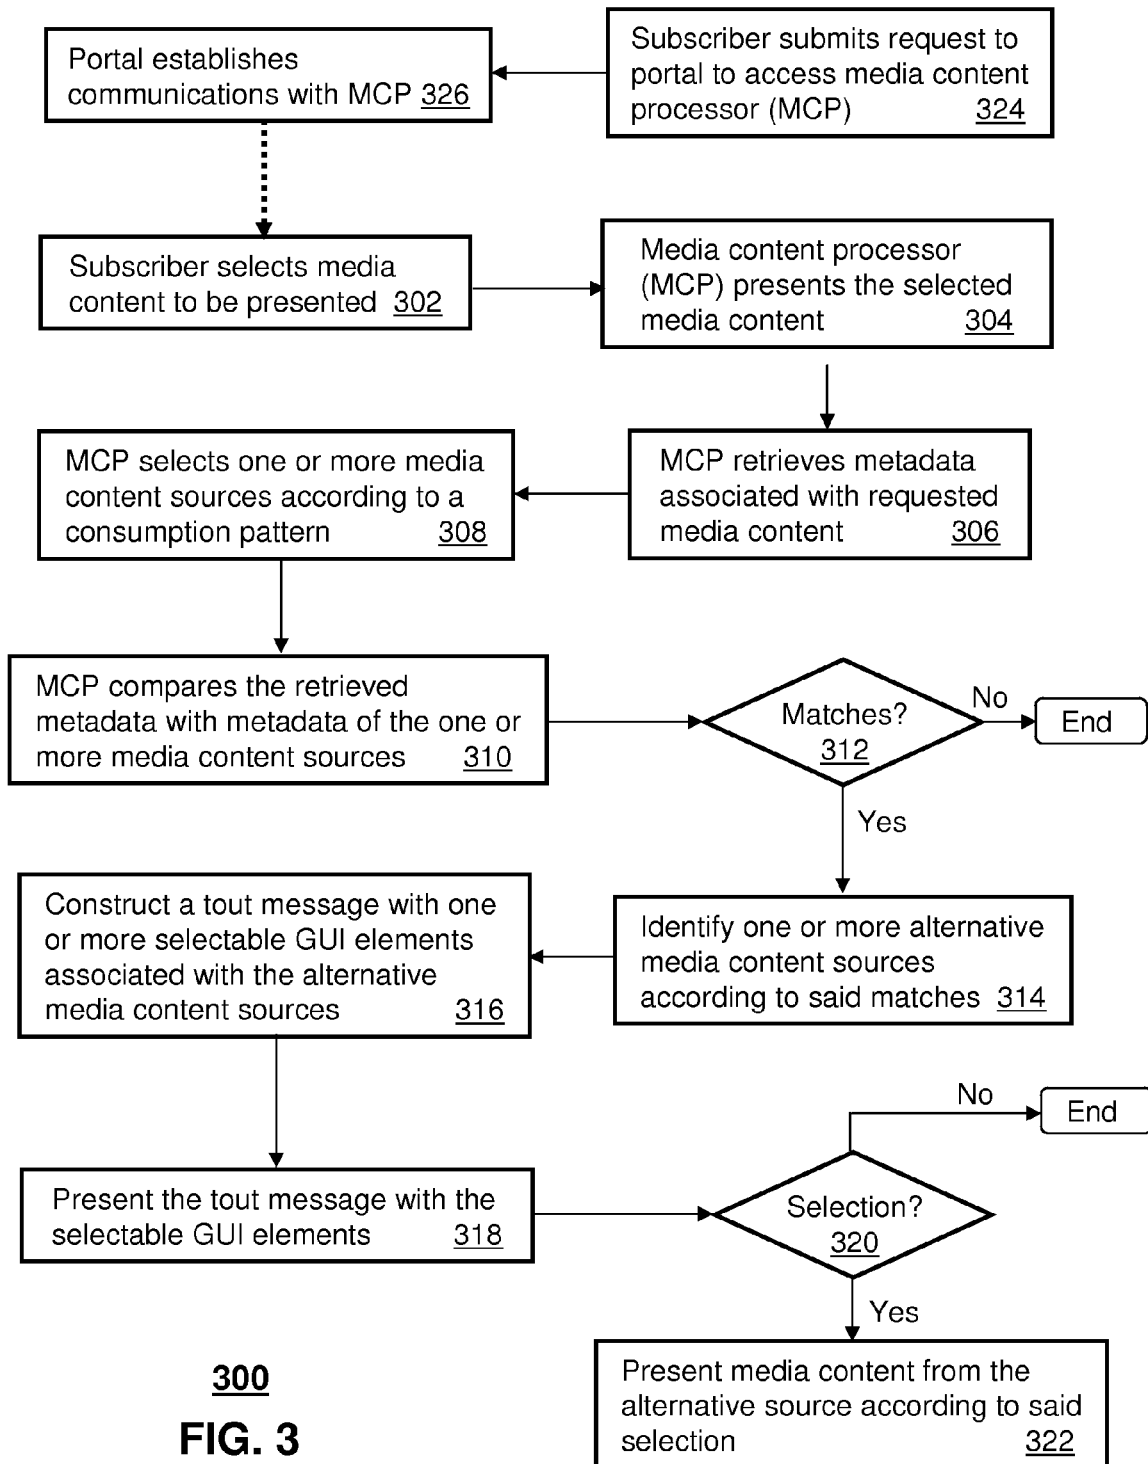 Portal establishes
communications with MCP 326
Subscriber submits request to
portal to access media content
processor (MCP) 324
Subscriber selects media
content to be presented 302
Media content processor
(MCP) presents the selected
media content 304
MCP selects one or more media
content sources according to a
consumption pattern 308
MCP retrieves metadata
associated with requested
media content 306
MCP compares the retrieved
metadata with metadata of the one or
more media content sources 310
Matches?
312
No
End
Yes
Construct a tout message with one
or more selectable GUI elements
associated with the alternative
media content sources 316
Identify one or more alternative
media content sources
according to said matches 314
No
End
Present the tout message with the
selectable GUI elements 318
Selection?
320
Yes
Present media content from the
alternative source according to said
selection 322
300
FIG. 3